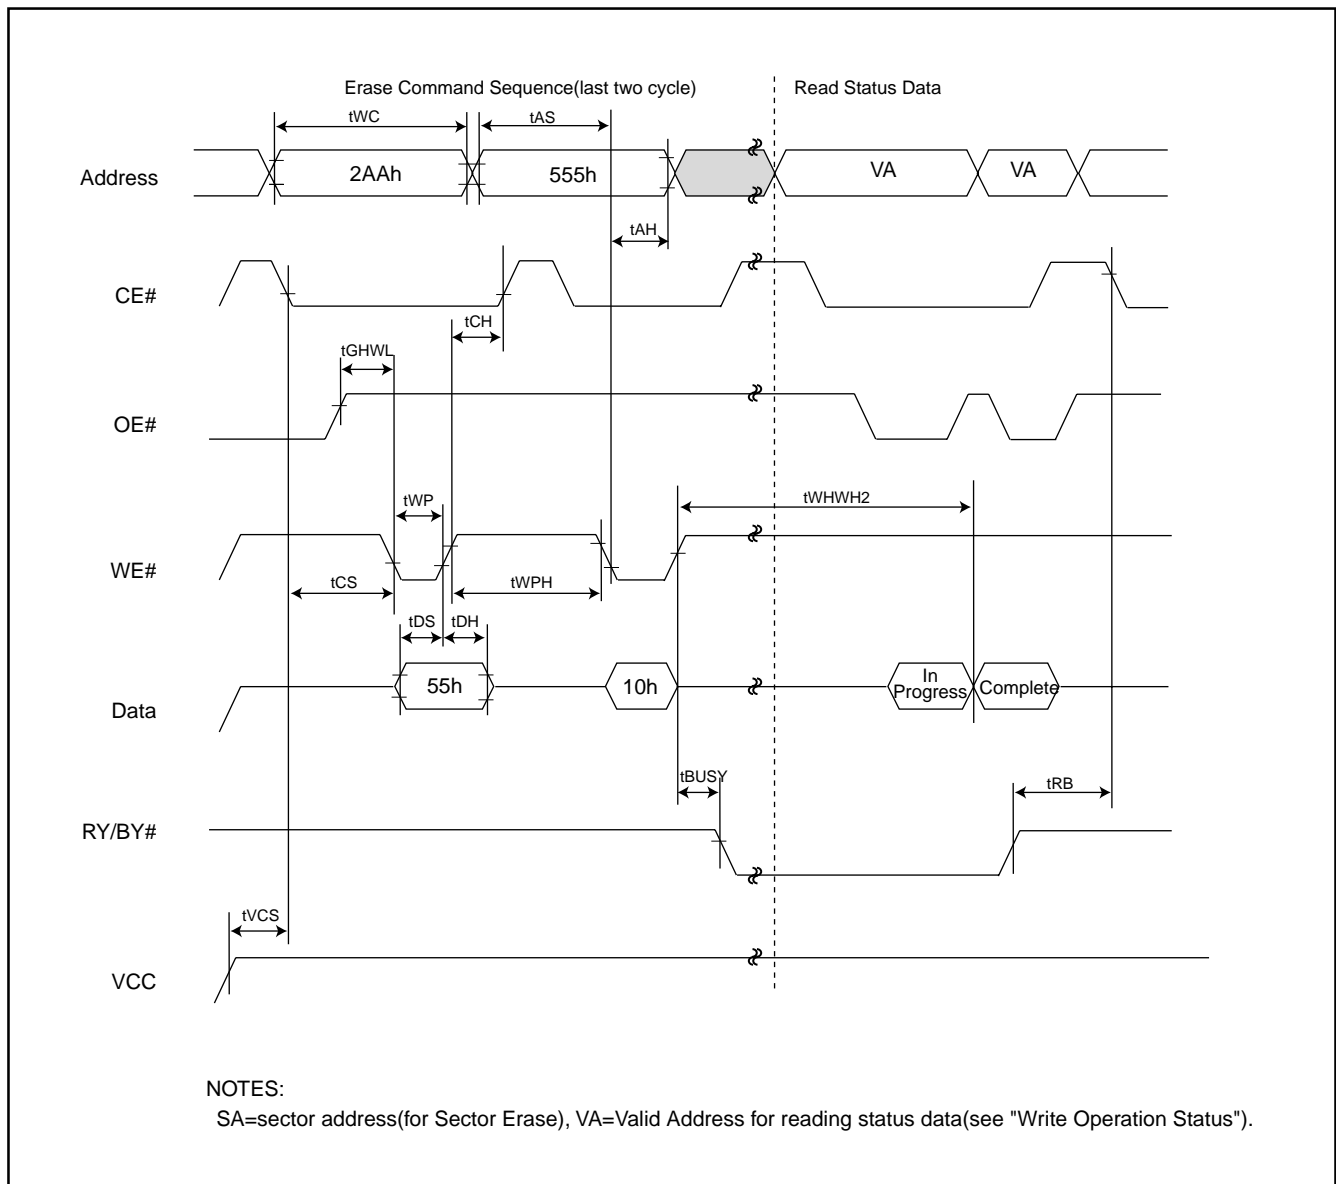 Erase Command Sequence(last two cycle)
Read Status Data
tWC
tAS
Address
2AAh
555h
VA
VA
tAH
CE#
tCH
tGHWL
OE#
tWP
tWHWH2
WE#
tCS
tWPH
tDS
tDH
Data
55h
10h
In
Progress
Complete
tBUSY
tRB
RY/BY#
tVCS
VCC
NOTES:
SA=sector address(for Sector Erase), VA=Valid Address for reading status data(see "Write Operation Status").